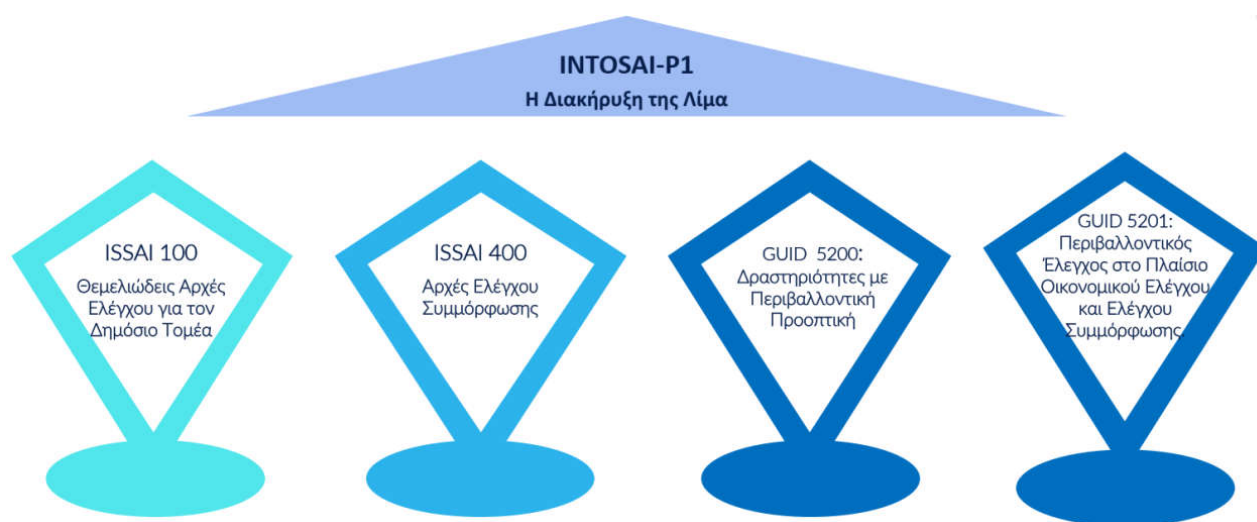 INTOSAI-P1
Η Διακήρυξη της Λίμα
ISSAI 100
Θεμελιώδεις Αρχές
Ελέγχου για τον
Δημόσιο Τομέα
ISSAI 400
Αρχές Ελέγχου
Συμμόρφωσης
GUID 5200:
Δραστηριότητες με
Περιβαλλοντική
Προοπτική
GUID 5201:
Περιβαλλοντικός
Έλεγχος στο Πλαίσιο
Οικονομικού Ελέγχου
και Ελέγχου
Συμμόρφωσης.